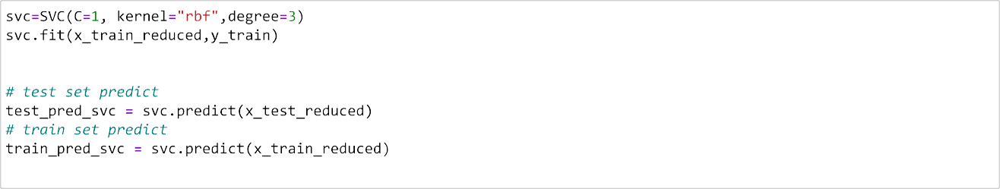 svc=SVC(C=1, kernel="rbf",degree=3)
svc.fit(x_train_reduced,y_train)
# test set predict
test_pred_svc = svc.predict(x_test_reduced)
# train set predict
train_pred_svc = svc.predict(x_train_reduced)